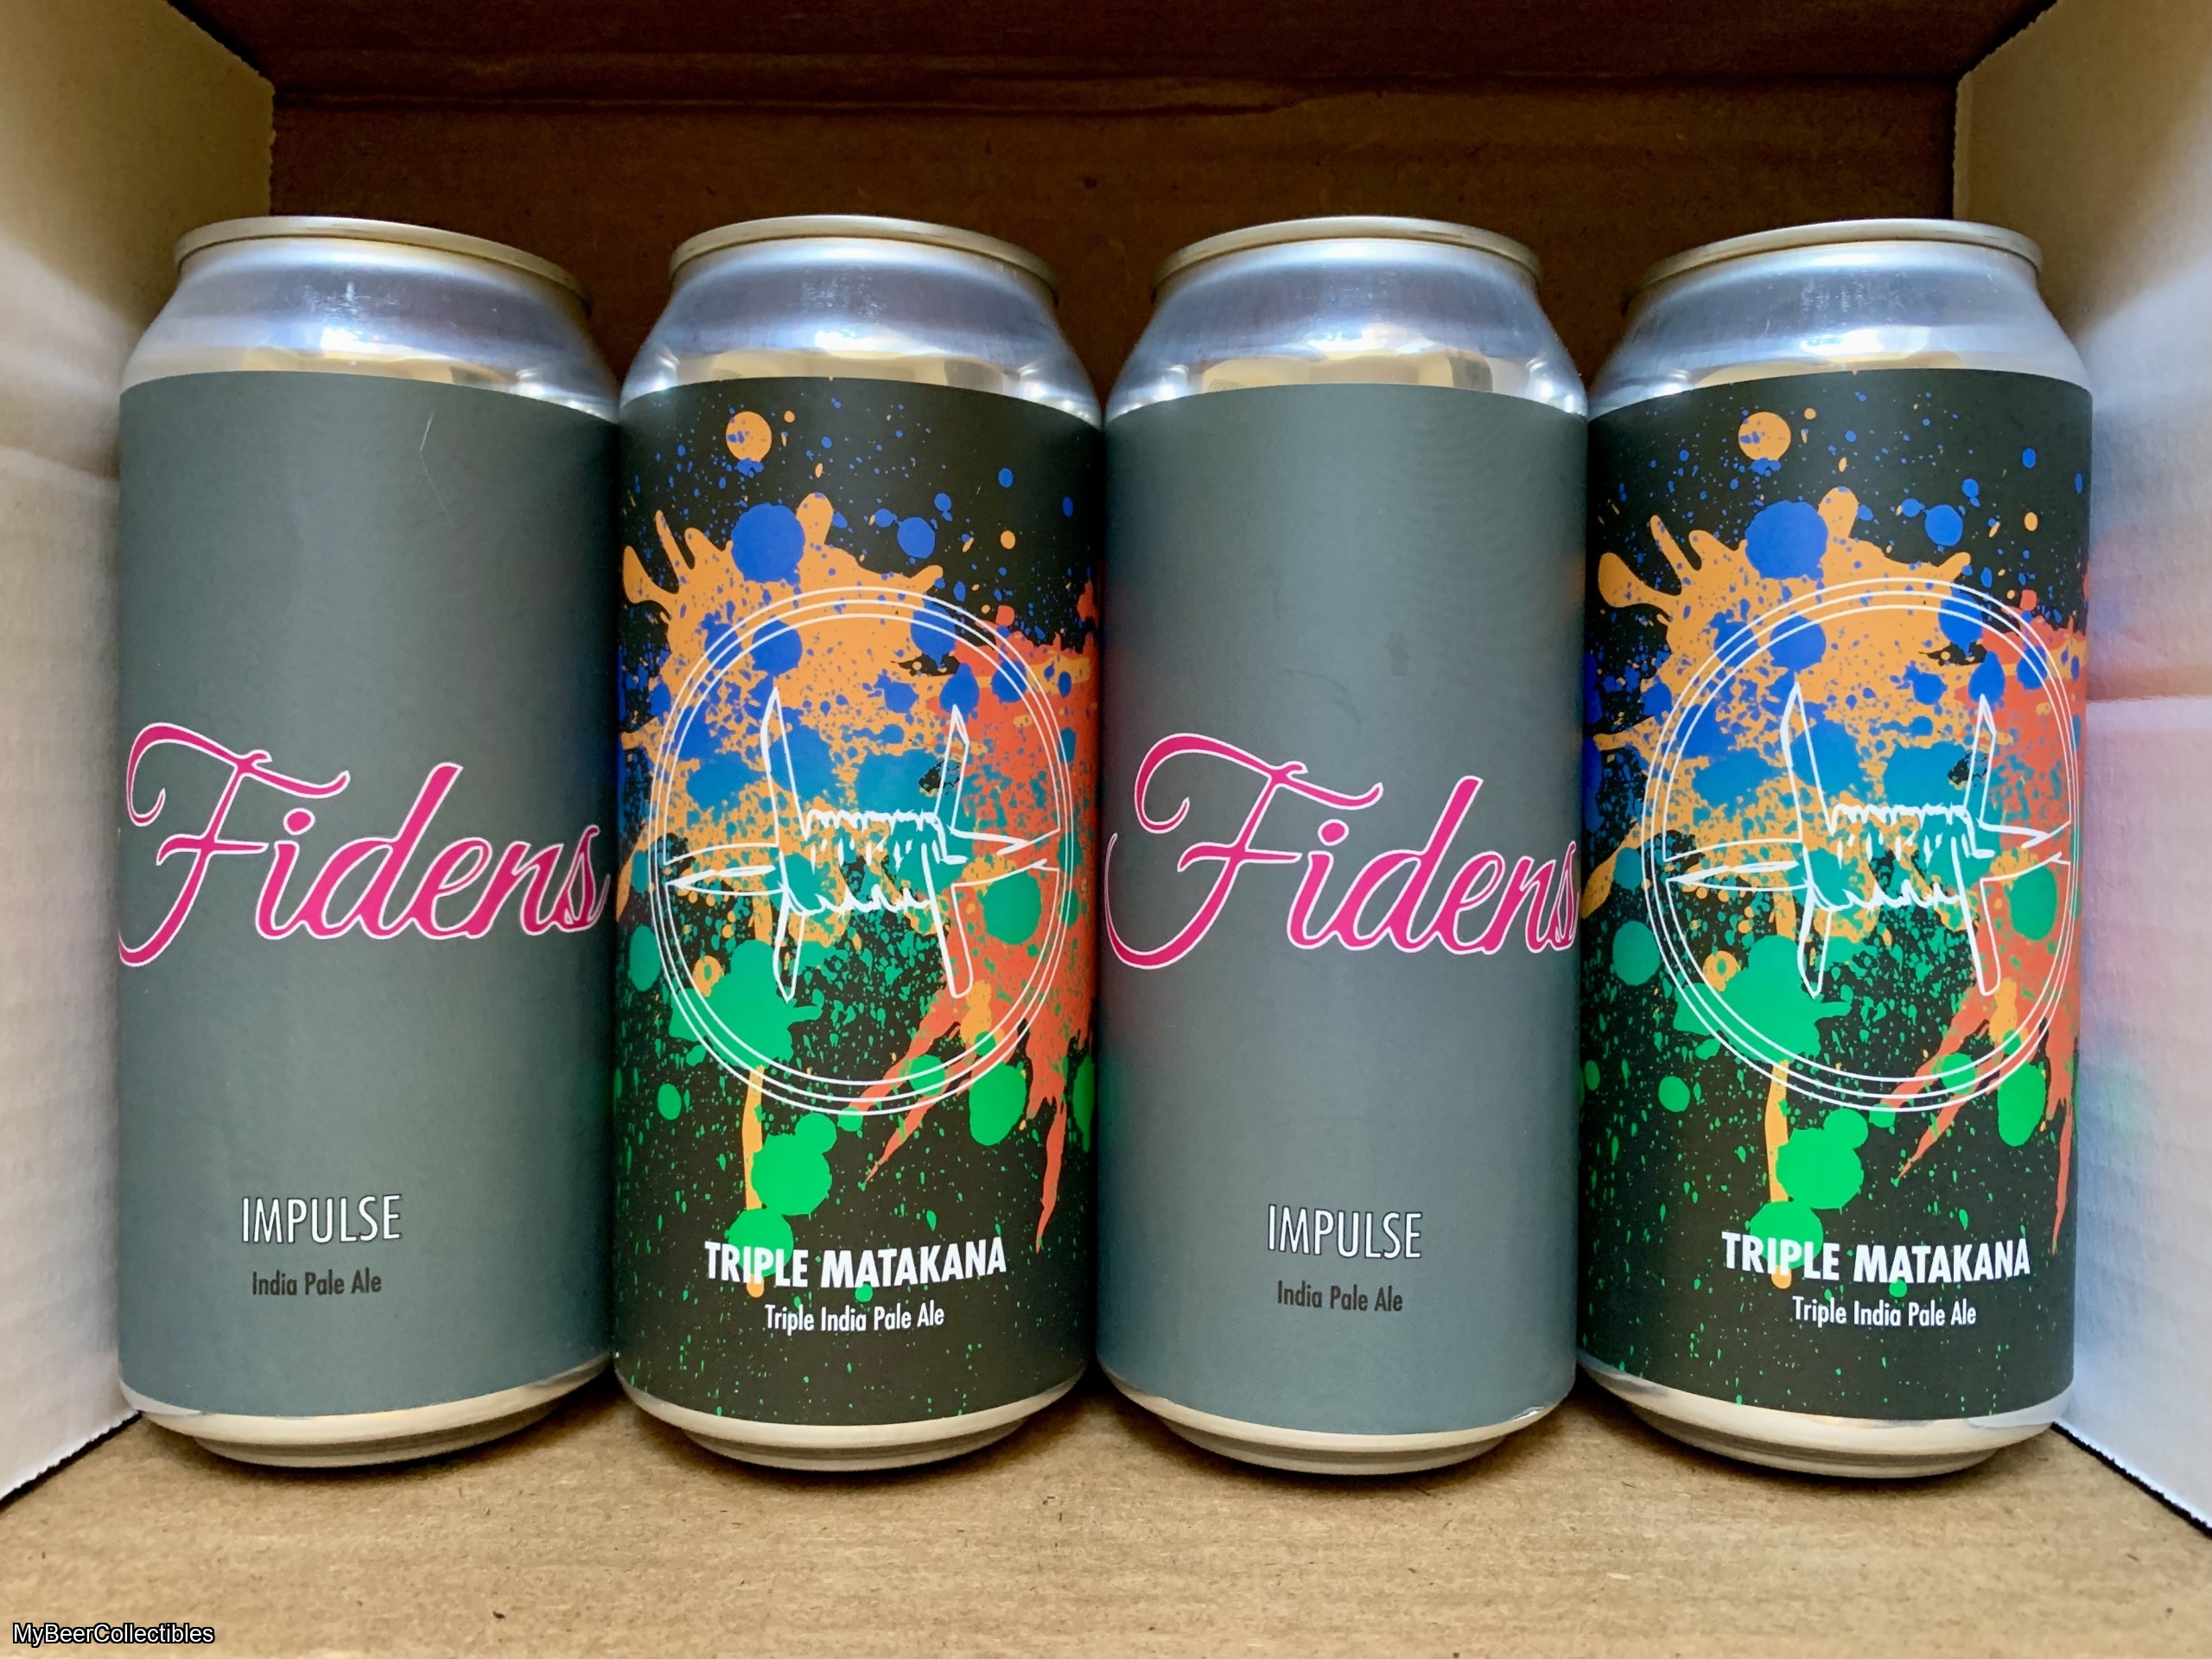 Fidens
IMPULSE
India Pale Ale
TRIPLE MATAKANA
Triple India Pale Ale
Fidens
IMPULSE
India Pale Ale
TRIPLE MATAKANA
Triple India Pale Ale
MyBeerCollectibles